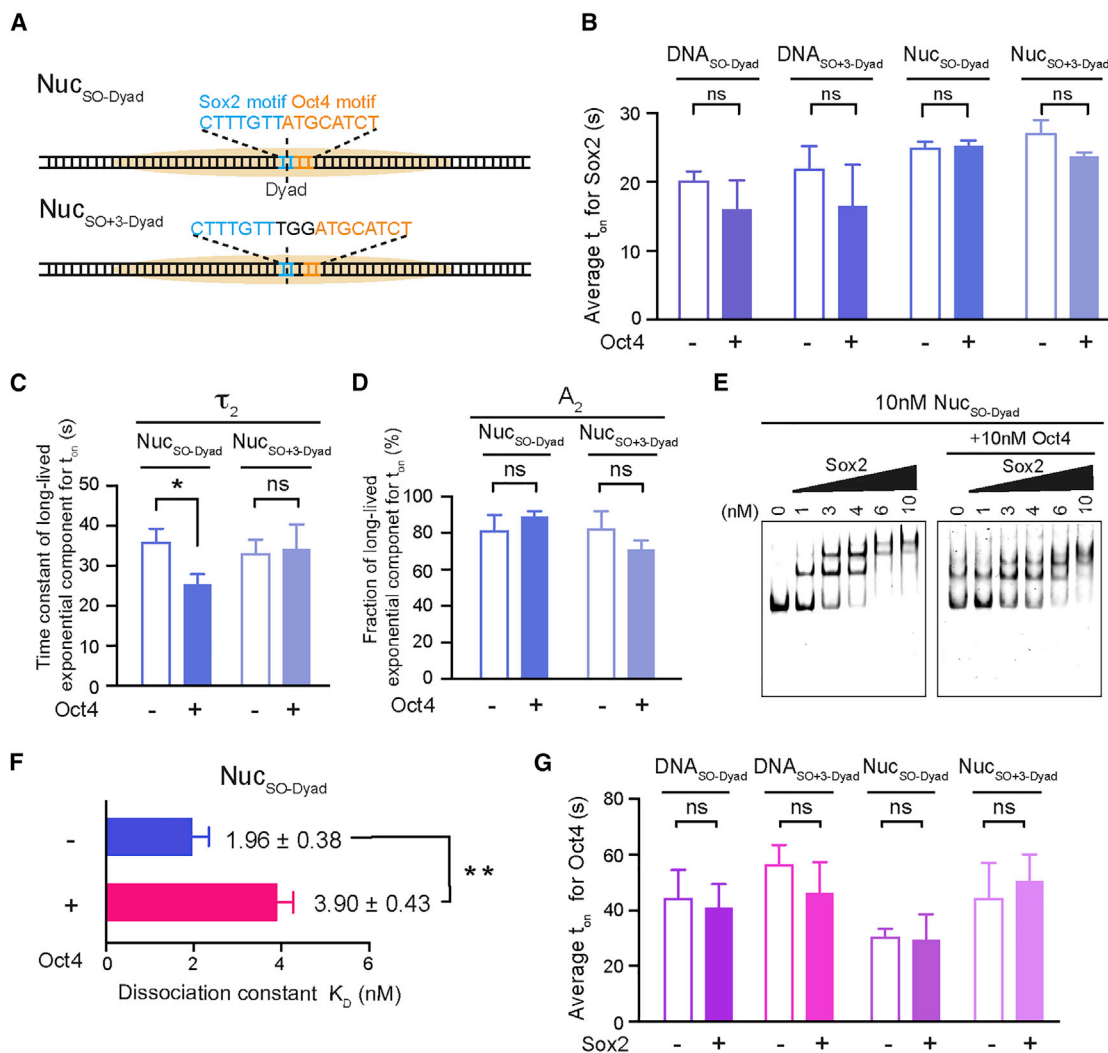 A
Nuc SO-Dyad
Sox2 motif Oct4 motif
CTTTGTTATGCATCT
Dyad
Nuc SO+3-Dyad
CTTTGTTTGGATGCATCT
B
DNA SO-Dyad DNA SO+3-Dyad Nuc SO-Dyad Nuc SO+3-Dyad
ns ns ns ns
Average t on for Sox2 (s)
30
20
10
0
Oct4 - + - + - + - +
C
τ2
Nuc SO-Dyad Nuc SO+3-Dyad
* ns
Time constant of long-lived
exponential component for t on (s)
50
40
30
20
10
0
Oct4 - + - +
D
A2
Nuc SO-Dyad Nuc SO+3-Dyad
ns ns
Fraction of long-lived
exponential componet for t on (%)
100
80
60
40
20
0
Oct4 - + - +
E
10nM Nuc SO-Dyad
+10nM Oct4
Sox2 Sox2
(nM) 0 1 3 4 6 10 0 1 3 4 6 10
F
Nuc SO-Dyad
- 1.96 ± 0.38
**
+ 3.90 ± 0.43
Oct4
0 2 4 6
Dissociation constant K D (nM)
G
DNA SO-Dyad DNA SO+3-Dyad Nuc SO-Dyad Nuc SO+3-Dyad
ns ns ns ns
Average t on for Oct4 (s)
80
60
40
20
0
Sox2 - + - + - + - +